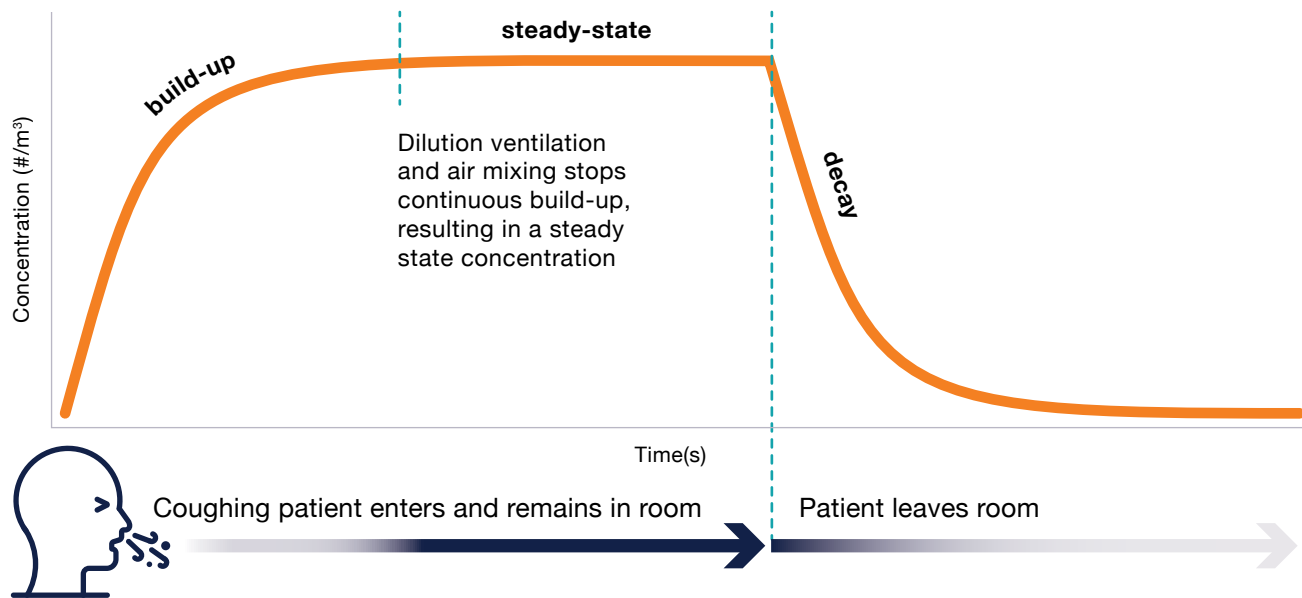 steady-state
build-up
Dilution ventilation
and air mixing stops
continuous build-up,
resulting in a steady
state concentration
decay
Concentration (#/m³)
Time(s)
Coughing patient enters and remains in room
Patient leaves room